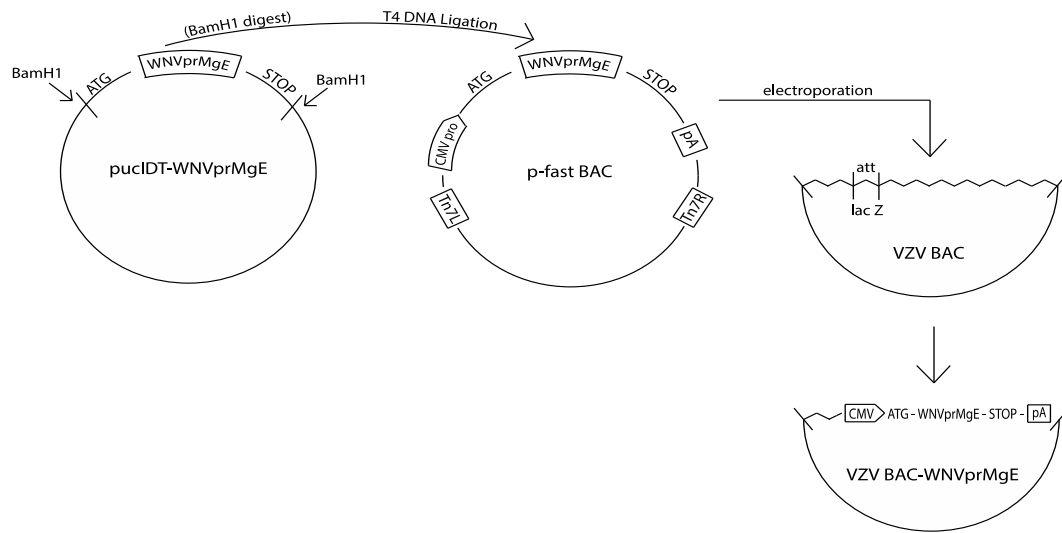 (BamH1 digest)
T4 DNA Ligation
BamH1
ATG
WNVprMgE
STOP
BamH1
pucIDT-WNVprMgE
ATG
WNVprMgE
STOP
CMV pro
pA
p-fast BAC
Tn7L
Tn7R
electroporation
att
lac Z
VZV BAC
CMV ATG - WNVprMgE - STOP - pA
VZV BAC-WNVprMgE